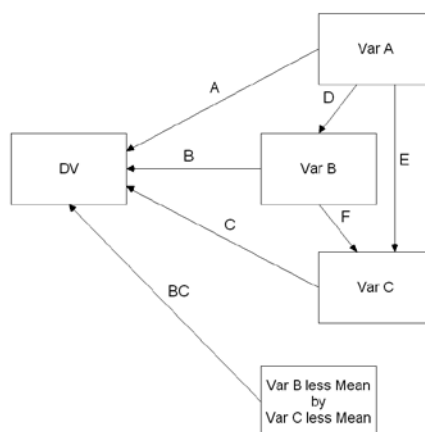 Var A
A
D
DV
B
Var B
E
F
C
Var C
BC
Var B less Mean
by
Var C less Mean